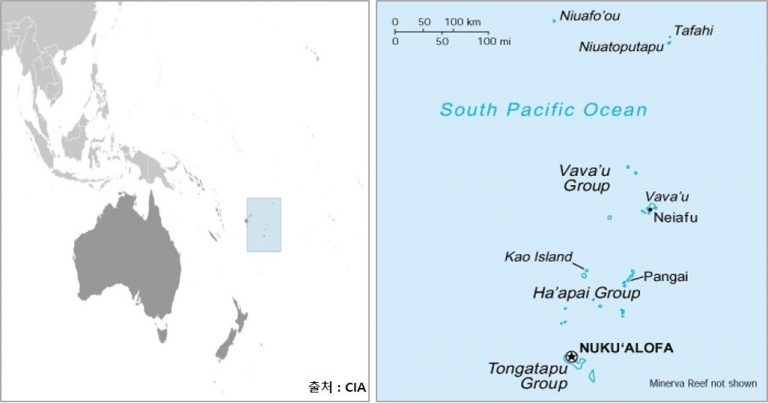 출처 : CIA
0 50 100 km
0 50 100 mi
Niuafo'ou
Tafahi
Niuatoputapu
South Pacific Ocean
Vava'u
Group
Vava'u
Neiafu
Kao Island
Pangai
Ha'apai Group
NUKU‘ALOFA
Tongatapu
Group
Minerva Reef not shown